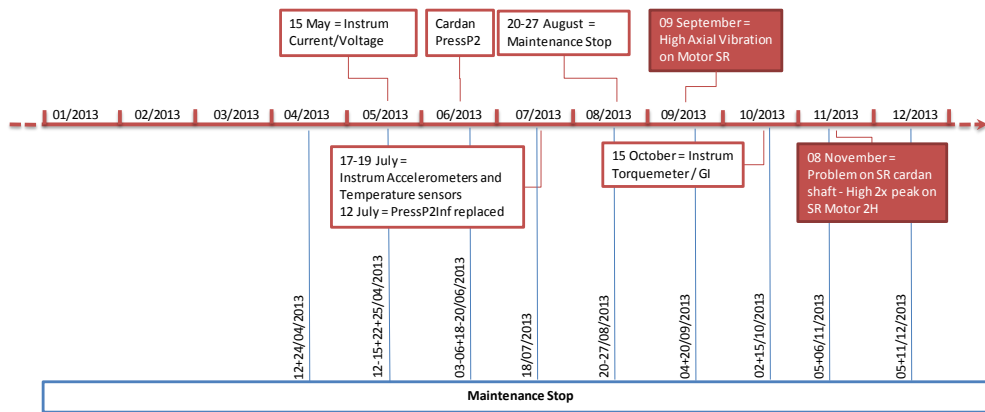 15 May = Instrum
Current/Voltage
Cardan
PressP2
20-27 August =
Maintenance Stop
09 September =
High Axial Vibration
on Motor SR
01/2013
02/2013
03/2013
04/2013
05/2013
06/2013
07/2013
08/2013
09/2013
10/2013
11/2013
12/2013
17-19 July =
Instrum Accelerometers and
Temperature sensors
12 July = PressP2Inf replaced
15 October = Instrum
Torquemeter / GI
08 November =
Problem on SR cardan
shaft - High 2x peak on
SR Motor 2H
12+24/04/2013
12-15+22+25/04/2013
03-06+18-20/06/2013
18/07/2013
20-27/08/2013
04+20/09/2013
02+15/10/2013
05+06/11/2013
05+11/12/2013
Maintenance Stop